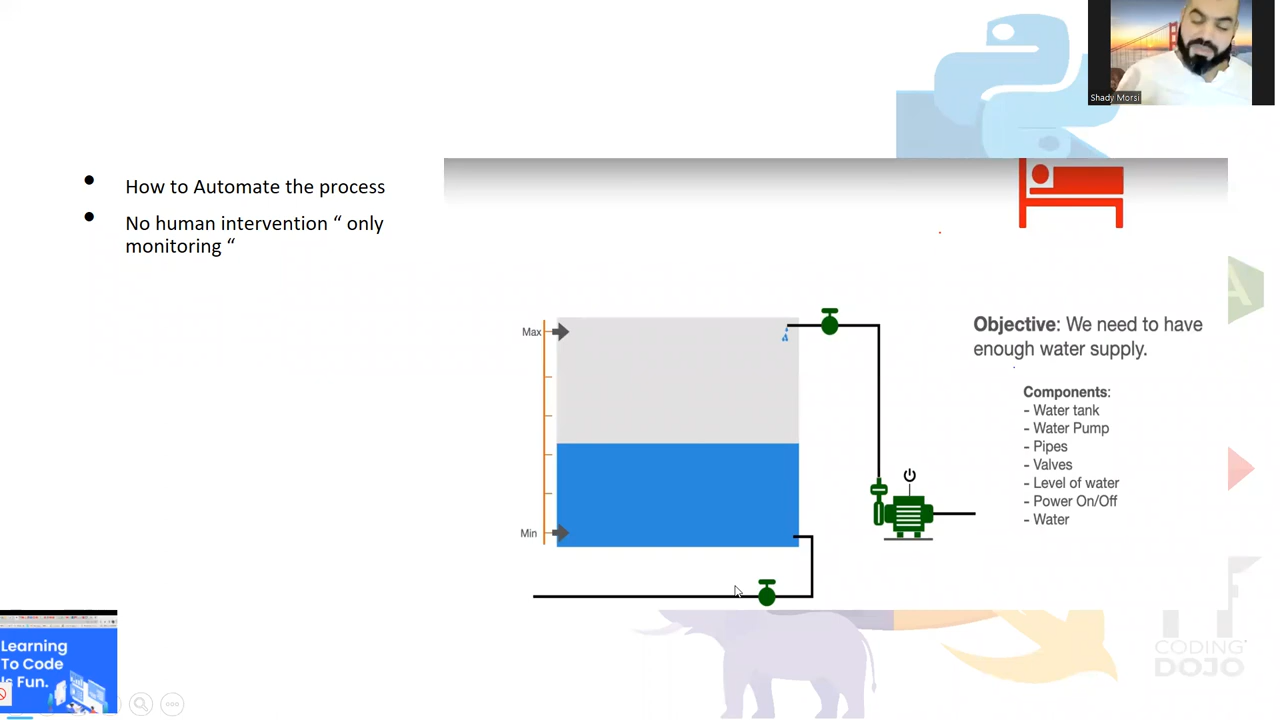 Shady Morsi
How to Automate the process
No human intervention “ only
monitoring “
Max
Min
Objective: We need to have
enough water supply.
Components:
- Water tank
- Water Pump
- Pipes
- Valves
- Level of water
- Power On/Off
- Water
A
Learning
To Code
Is Fun.
CODING
DOJO